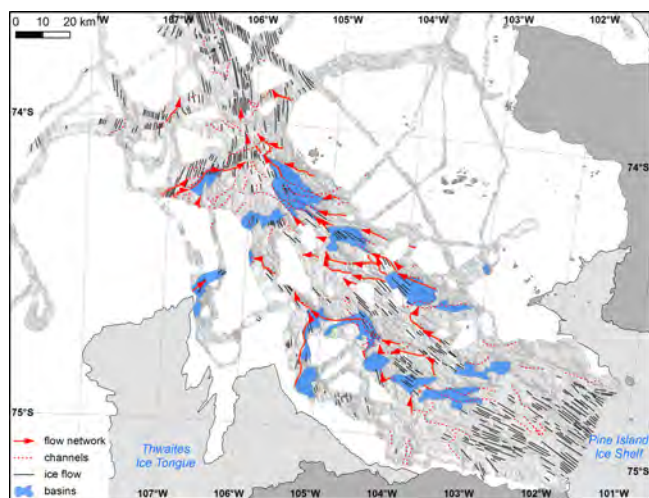 107°W 106°W 105°W 104°W 103°W 102°W
0 10 20 km
74°S
74°S
75°S
75°S
flow network
channels
ice flow
basins
Thwaites
Ice Tongue
Pine Island
Ice Shelf
107°W 106°W 105°W 104°W 103°W 102°W 101°W